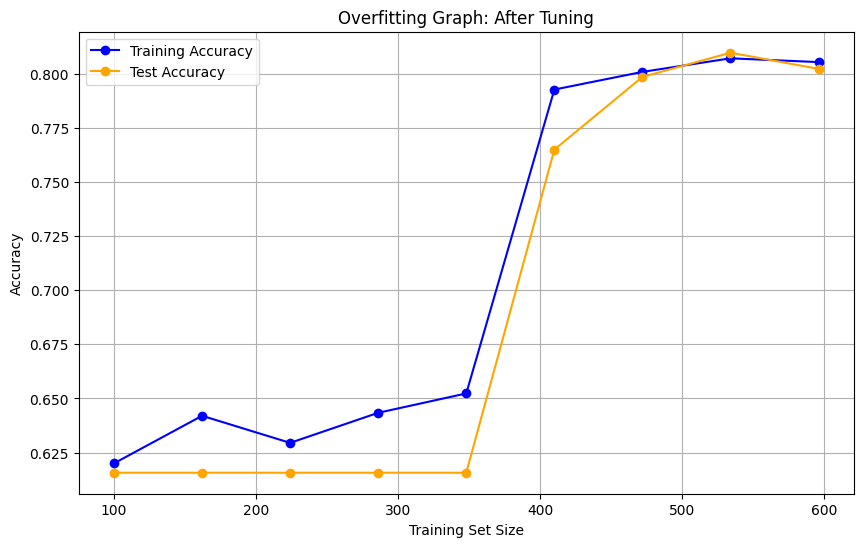 Overfitting Graph: After Tuning
Training Accuracy
Test Accuracy
Accuracy
0.800
0.775
0.750
0.725
0.700
0.675
0.650
0.625
100 200 300 400 500 600
Training Set Size